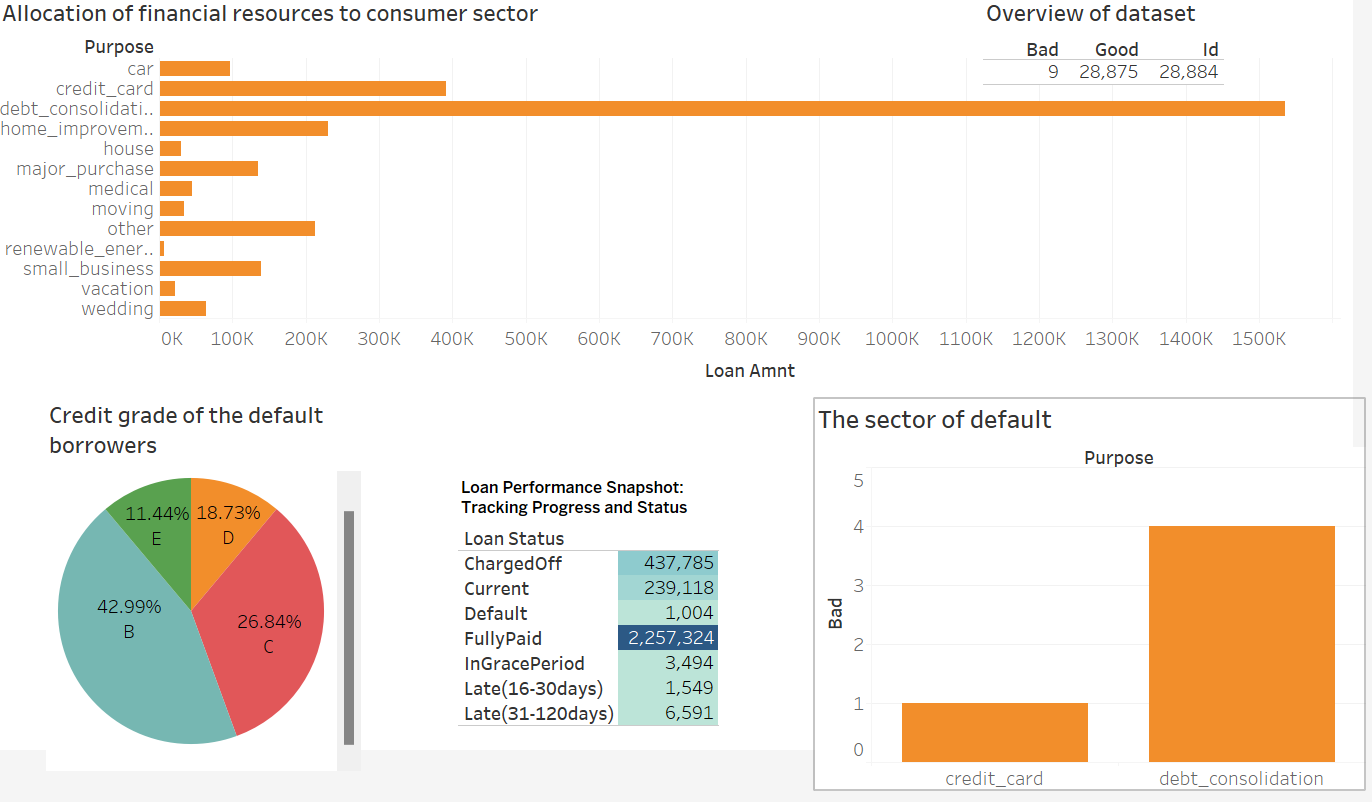 Allocation of financial resources to consumer sector
Purpose
car
credit_card
debt_consolidati..
home_improvem..
house
major_purchase
medical
moving
other
renewable_ener..
small_business
vacation
wedding
0K 100K 200K 300K 400K 500K 600K 700K 800K 900K 1000K 1100K 1200K 1300K 1400K 1500K
Loan Amnt
Overview of dataset
Bad Good Id
9 28,875 28,884
Credit grade of the default
borrowers
11.44%
E
18.73%
D
42.99%
B
26.84%
C
Loan Performance Snapshot:
Tracking Progress and Status
Loan Status
ChargedOff 437,785
Current 239,118
Default 1,004
FullyPaid 2,257,324
InGracePeriod 3,494
Late(16-30days) 1,549
Late(31-120days) 6,591
The sector of default
Purpose
5
4
3
2
1
0
Bad
credit_card debt_consolidation